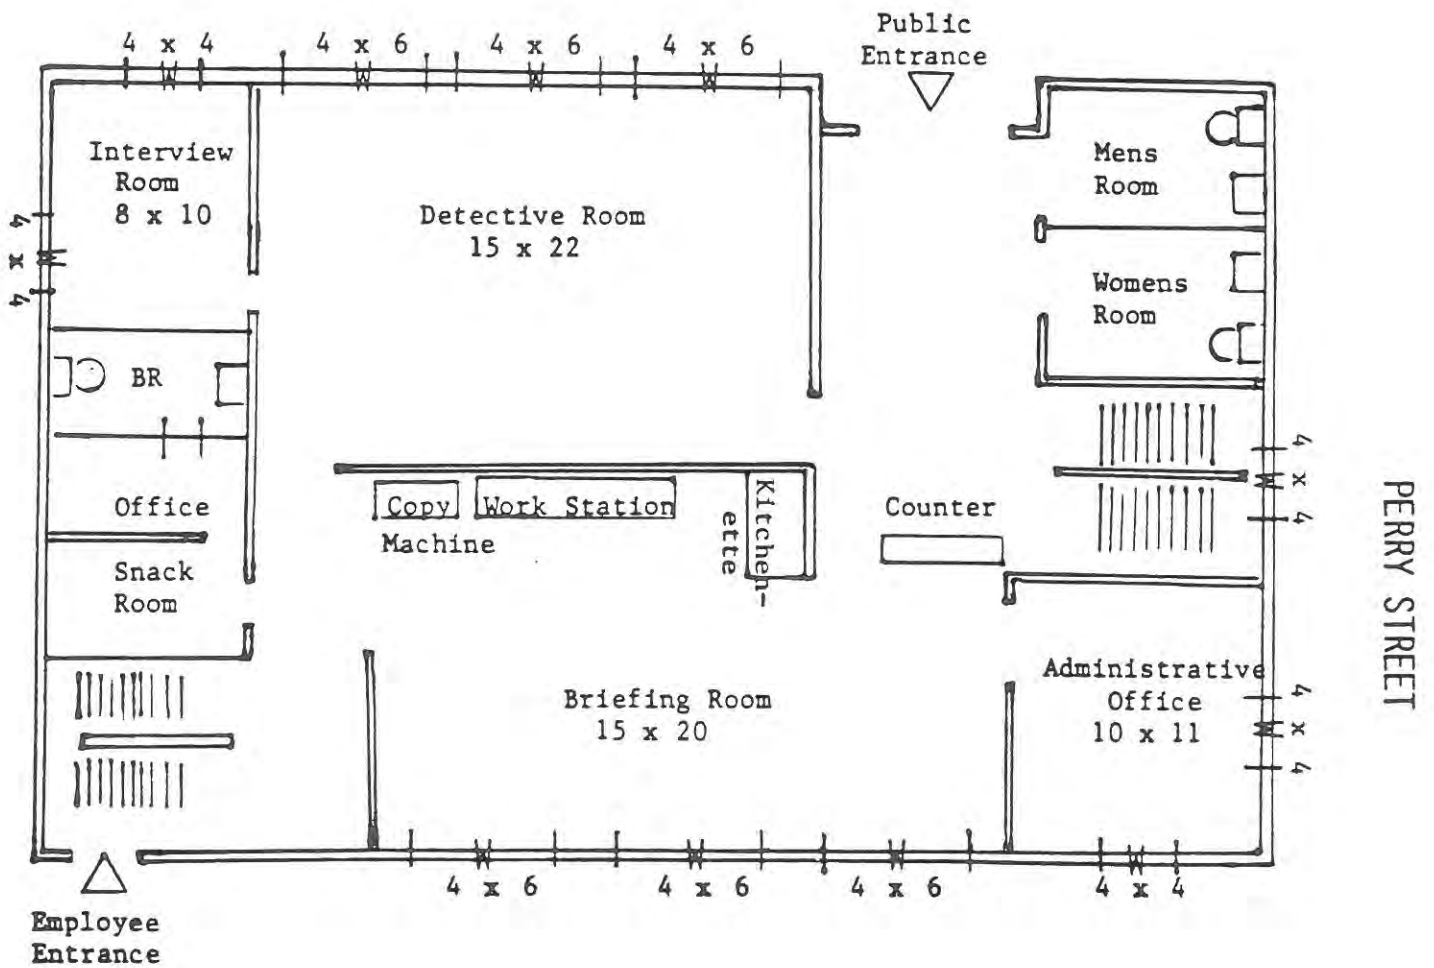 Public
Entrance
4 x 4
4 x 6
4 x 6
4 x 6
Interview
Room
8 x 10
Detective Room
15 x 22
Mens
Room
Womens
Room
4 x 4
BR
Office
Snack
Room
Copy
Machine
Work Station
Kitchen-
ette
Counter
4 x 4
PERRY STREET
Briefing Room
15 x 20
Administrative
Office
10 x 11
4 x 4
4 x 6
4 x 6
4 x 6
4 x 4
Employee
Entrance